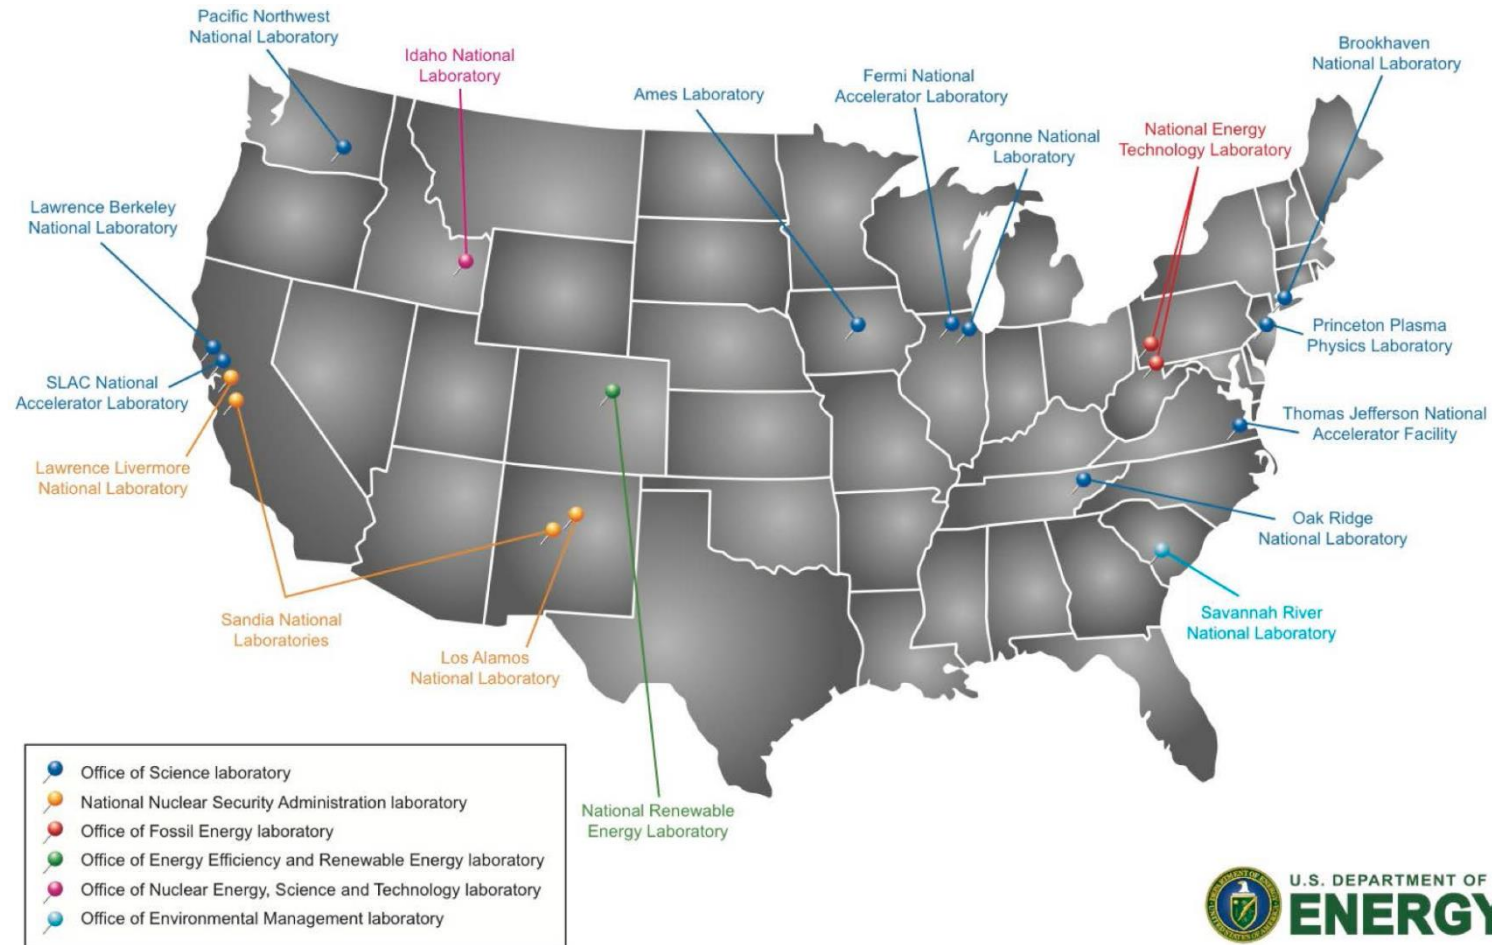 Pacific Northwest
National Laboratory
Idaho National
Laboratory
Ames Laboratory
Fermi National
Accelerator Laboratory
Argonne National
Laboratory
National Energy
Technology Laboratory
Brookhaven
National Laboratory
Lawrence Berkeley
National Laboratory
SLAC National
Accelerator Laboratory
Lawrence Livermore
National Laboratory
Sandia National
Laboratories
Los Alamos
National Laboratory
National Renewable
Energy Laboratory
Princeton Plasma
Physics Laboratory
Thomas Jefferson National
Accelerator Facility
Oak Ridge
National Laboratory
Savannah River
National Laboratory
Office of Science laboratory
National Nuclear Security Administration laboratory
Office of Fossil Energy laboratory
Office of Energy Efficiency and Renewable Energy laboratory
Office of Nuclear Energy, Science and Technology laboratory
Office of Environmental Management laboratory
U.S. DEPARTMENT OF
ENERGY